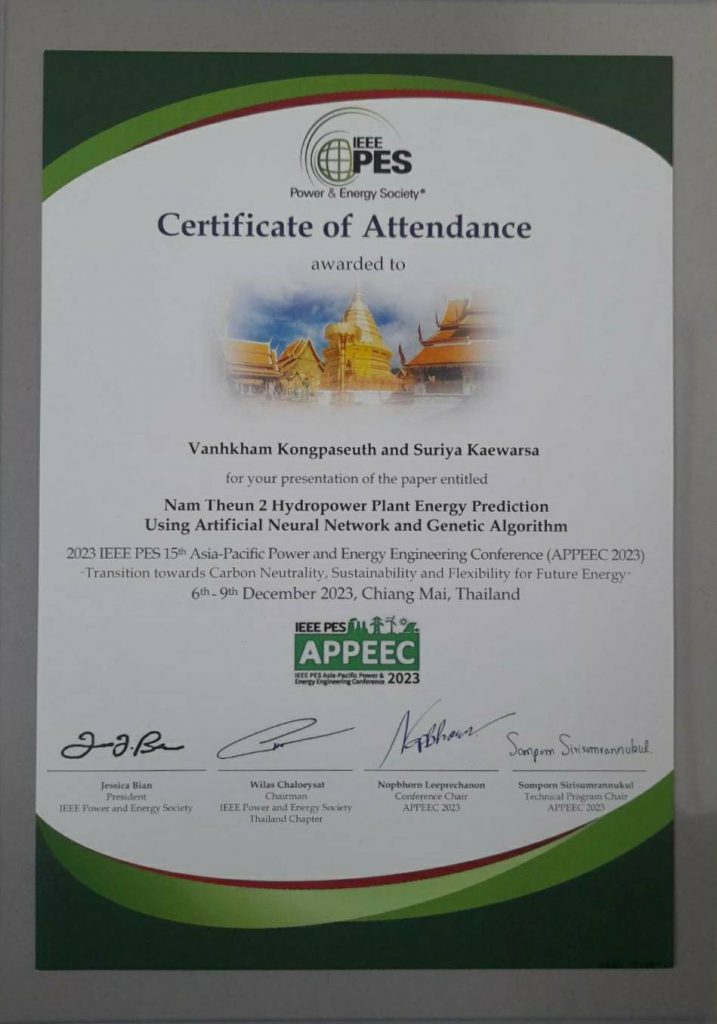 IEEE
PES
Power & Energy Society®
Certificate of Attendance
awarded to
Vanhkham Kongpaseuth and Suriya Kaewarsa
for your presentation of the paper entitled
Nam Theun 2 Hydropower Plant Energy Prediction
Using Artificial Neural Network and Genetic Algorithm
2023 IEEE PES 15th Asia-Pacific Power and Energy Engineering Conference (APPEEC 2023)
"Transition towards Carbon Neutrality, Sustainability and Flexibility for Future Energy"
6th - 9th December 2023, Chiang Mai, Thailand
IEEE PES
APPEEC
IEEE PES Asia-Pacific Power &
Energy Engineering Conference 2023
Somporn Sirisumrannukul
Jessica Bian
President
IEEE Power and Energy Society
Wilas Chaloeysat
Chairman
IEEE Power and Energy Society
Thailand Chapter
Nopbhorn Leeprechanon
Conference Chair
APPEEC 2023
Somporn Sirisumrannukul
Technical Program Chair
APPEEC 2023